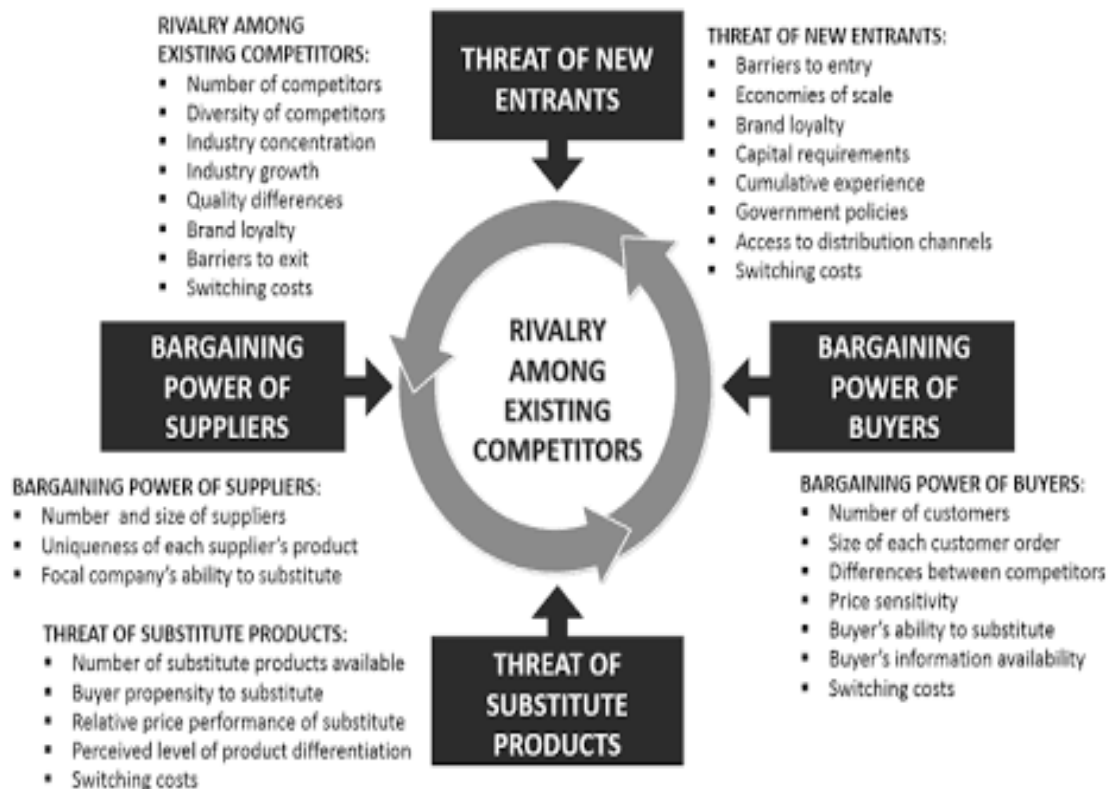 RIVALRY AMONG
EXISTING COMPETITORS:
▪ Number of competitors
▪ Diversity of competitors
▪ Industry concentration
▪ Industry growth
▪ Quality differences
▪ Brand loyalty
▪ Barriers to exit
▪ Switching costs
THREAT OF NEW
ENTRANTS
THREAT OF NEW ENTRANTS:
▪ Barriers to entry
▪ Economies of scale
▪ Brand loyalty
▪ Capital requirements
▪ Cumulative experience
▪ Government policies
▪ Access to distribution channels
▪ Switching costs
BARGAINING
POWER OF
SUPPLIERS
RIVALRY
AMONG
EXISTING
COMPETITORS
BARGAINING
POWER OF
BUYERS
BARGAINING POWER OF SUPPLIERS:
▪ Number and size of suppliers
▪ Uniqueness of each supplier's product
▪ Focal company's ability to substitute
BARGAINING POWER OF BUYERS:
▪ Number of customers
▪ Size of each customer order
▪ Differences between competitors
▪ Price sensitivity
▪ Buyer's ability to substitute
▪ Buyer's information availability
▪ Switching costs
THREAT OF SUBSTITUTE PRODUCTS:
▪ Number of substitute products available
▪ Buyer propensity to substitute
▪ Relative price performance of substitute
▪ Perceived level of product differentiation
▪ Switching costs
THREAT OF
SUBSTITUTE
PRODUCTS